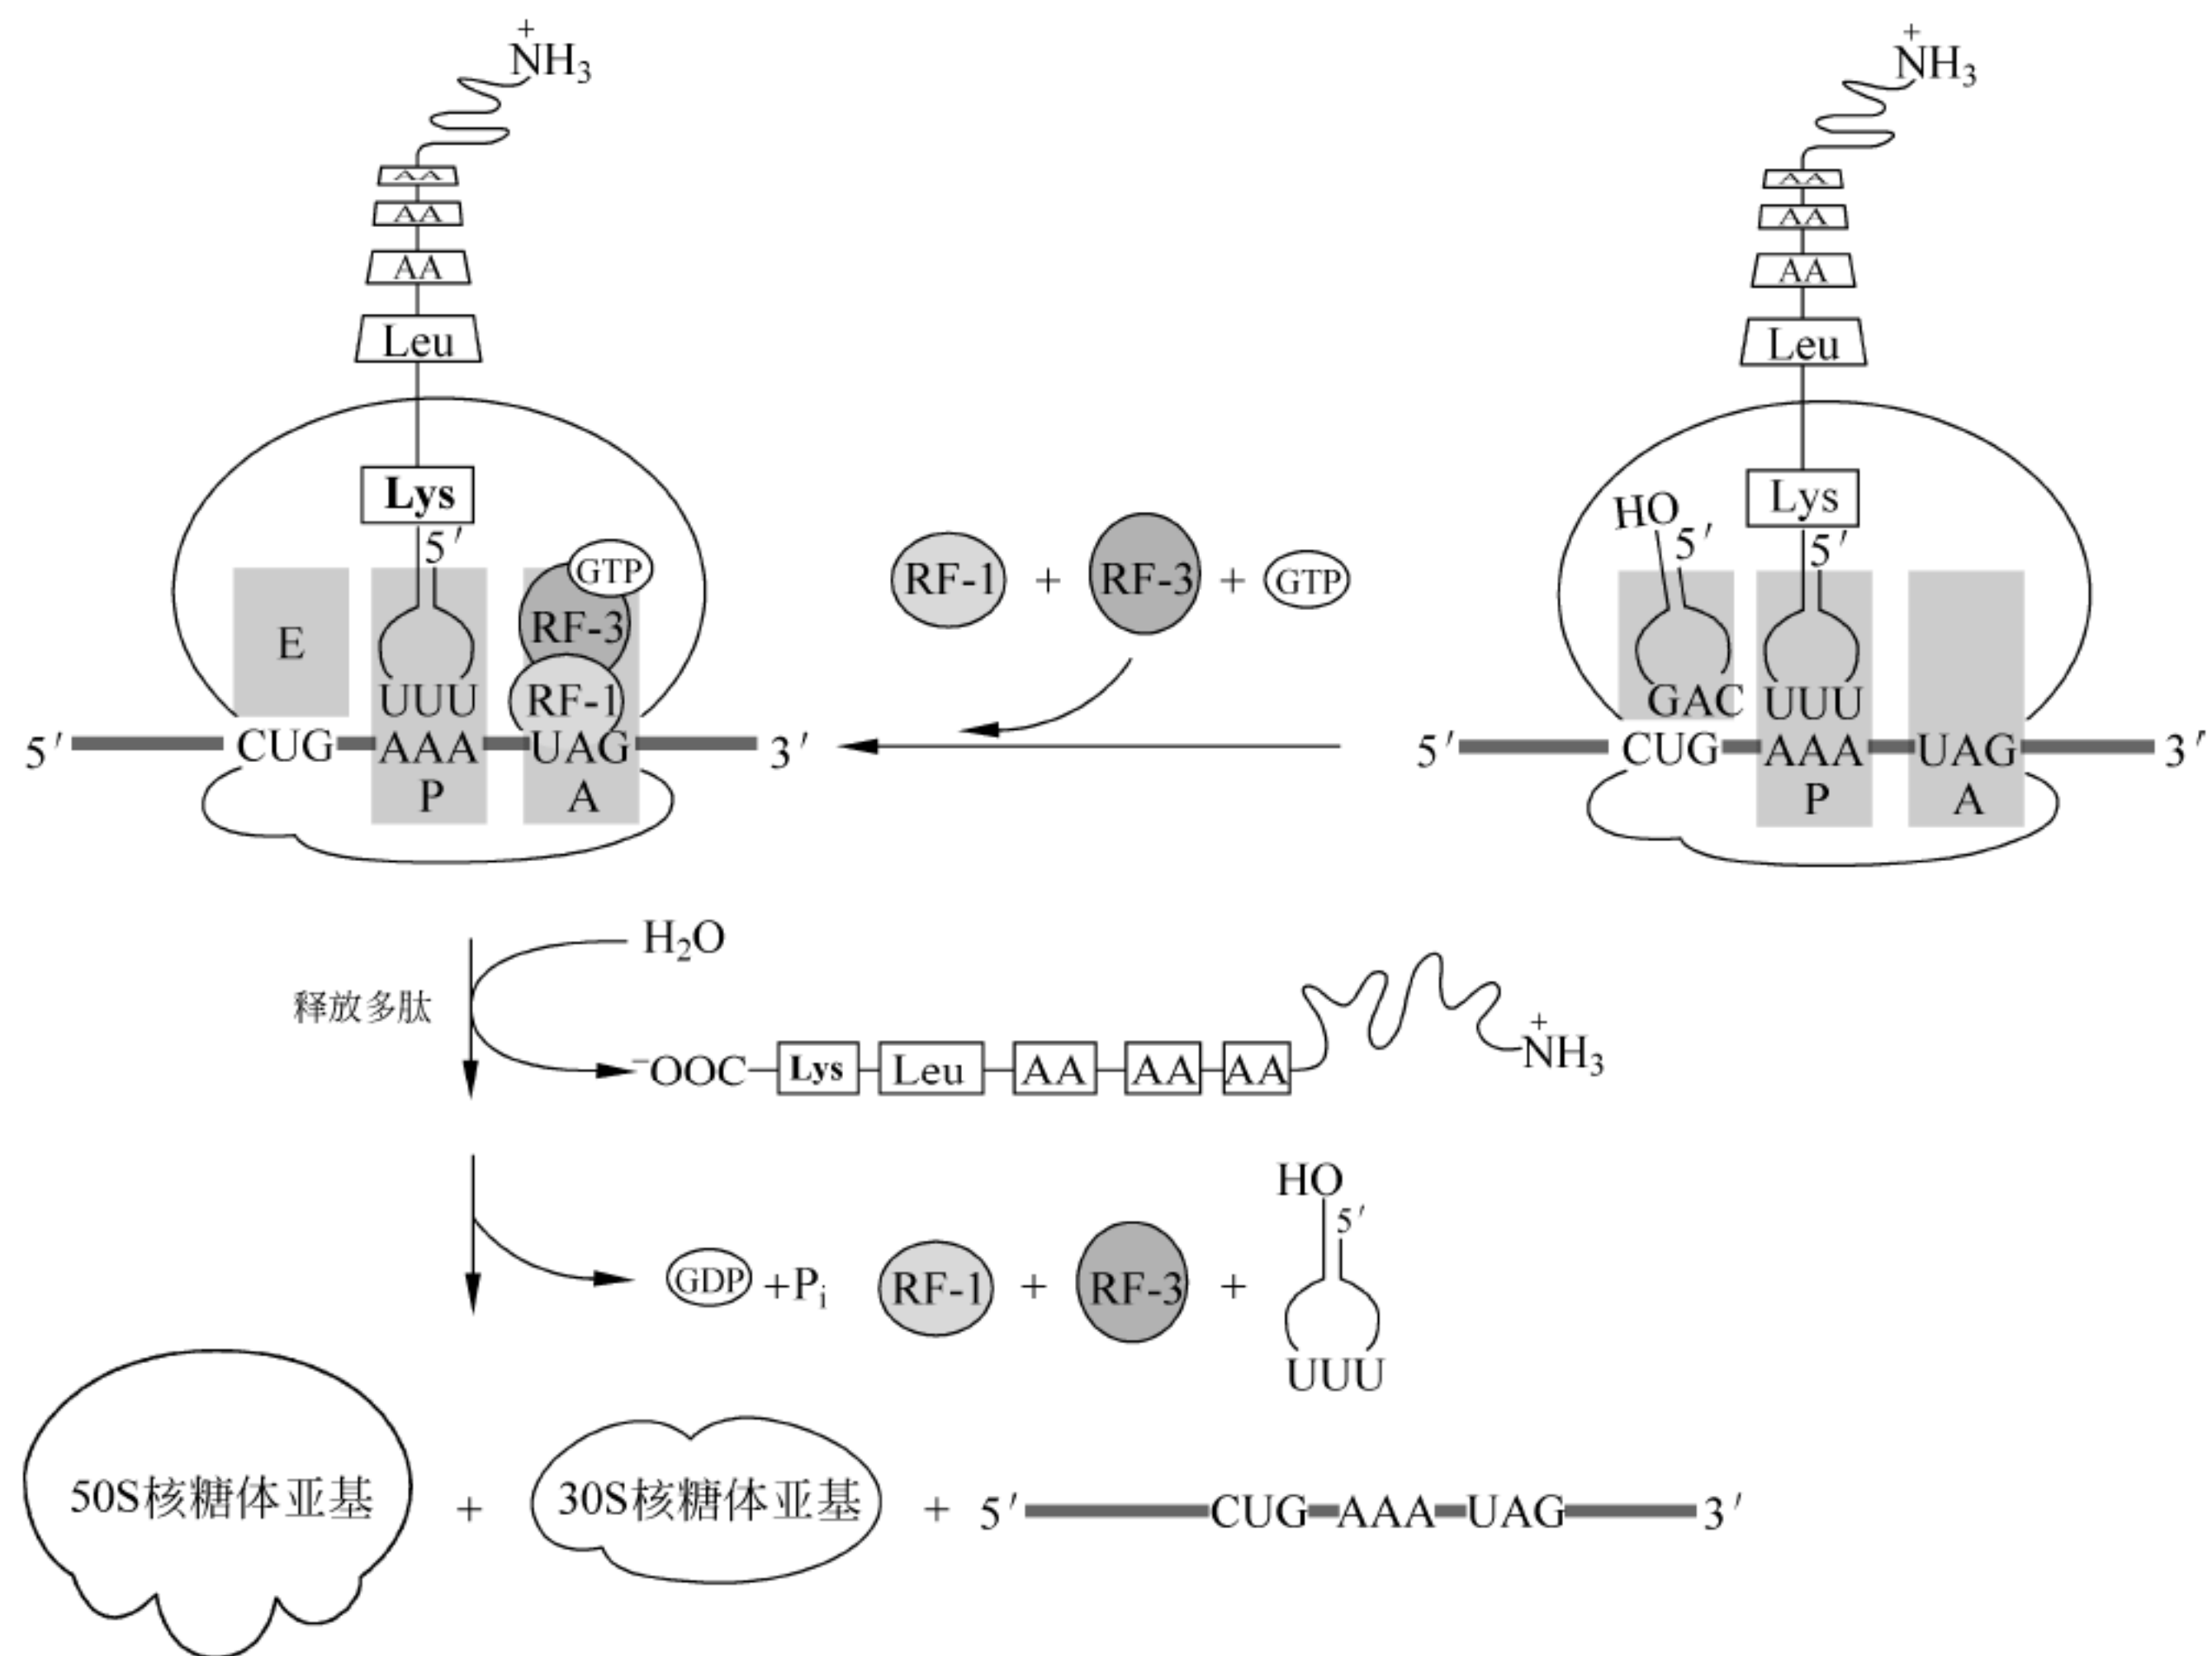 +
NH3
AA
AA
AA
Leu
Lys
5′
GTP
RF-3
E
RF-1
UUU
5′ CUG AAA UAG 3′
P A
RF-1 + RF-3 + GTP
+
NH3
AA
AA
AA
Leu
HO
Lys
5′ 5′
GAC UUU
5′ CUG AAA UAG 3′
P A
H2O
释放多肽
−OOC Lys Leu AA AA AA
+
NH3
HO
5′
GDP +Pi RF-1 + RF-3 +
UUU
50S核糖体亚基 + 30S核糖体亚基 + 5′ CUG AAA UAG 3′